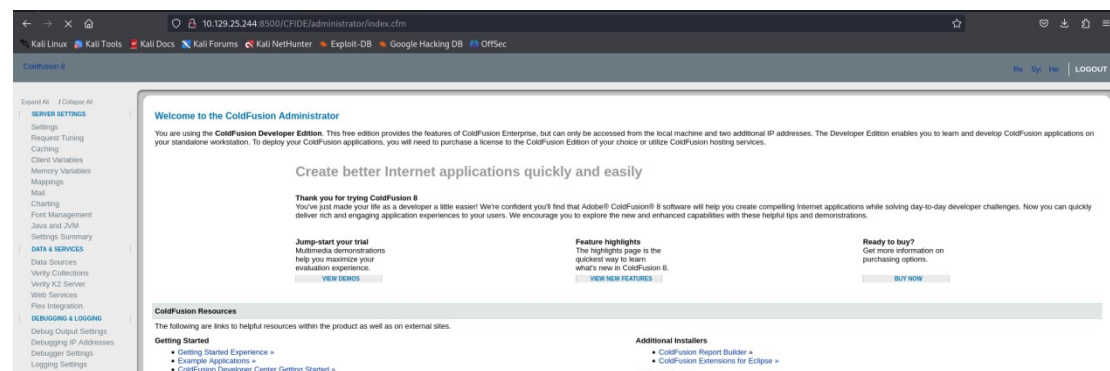 10.129.25.244:8500/CFIDE/administrator/index.cfm
Kali Linux Kali Tools Kali Docs Kali Forums Kali NetHunter Exploit-DB Google Hacking DB OffSec
Coldfusion 8
Re Sy He LOGOUT
Expand All / Collapse All
SERVER SETTINGS
Settings
Request Tuning
Caching
Client Variables
Memory Variables
Mappings
Mail
Charting
Font Management
Java and JVM
Settings Summary
DATA & SERVICES
Data Sources
Verity Collections
Verity K2 Server
Web Services
Flex Integration
DEBUGGING & LOGGING
Debug Output Settings
Debugging IP Addresses
Debugger Settings
Logging Settings
Welcome to the ColdFusion Administrator
You are using the ColdFusion Developer Edition. This free edition provides the features of ColdFusion Enterprise, but can only be accessed from the local machine and two additional IP addresses. The Developer Edition enables you to learn and develop ColdFusion applications on
your standalone workstation. To deploy your ColdFusion applications, you will need to purchase a license to the ColdFusion Edition of your choice or utilize ColdFusion hosting services.
Create better Internet applications quickly and easily
Thank you for trying ColdFusion 8
You've just made your life as a developer a little easier! We're confident you'll find that Adobe® ColdFusion® 8 software will help you create compelling Internet applications while solving day-to-day developer challenges. Now you can quickly
deliver rich and engaging application experiences to your users. We encourage you to explore the new and enhanced capabilities with these helpful tips and demonstrations.
Jump-start your trial
Multimedia demonstrations
help you maximize your
evaluation experience.
VIEW DEMOS
Feature highlights
The highlights page is the
quickest way to learn
what's new in ColdFusion 8.
VIEW NEW FEATURES
Ready to buy?
Get more information on
purchasing options.
BUY NOW
ColdFusion Resources
The following are links to helpful resources within the product as well as on external sites.
Getting Started
Getting Started Experience »
Example Applications »
ColdFusion Developer Center Getting Started »
Additional Installers
ColdFusion Report Builder »
ColdFusion Extensions for Eclipse »